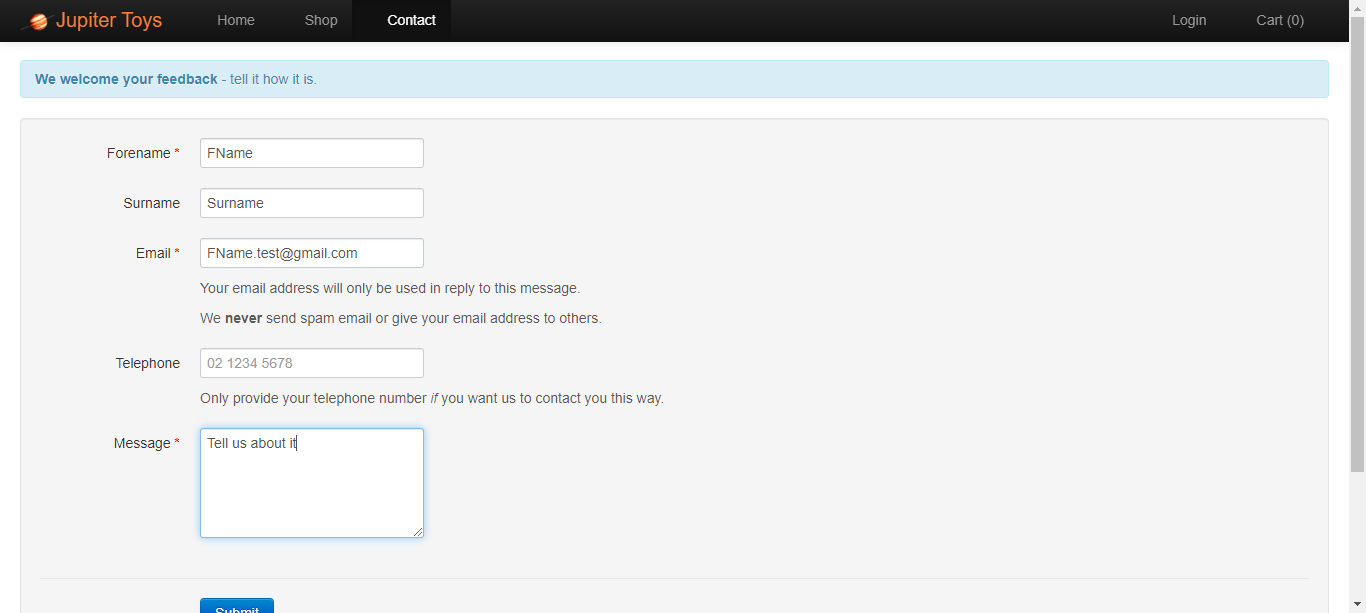 Jupiter Toys Home Shop Contact Login Cart (0)
We welcome your feedback - tell it how it is.
Forename * FName
Surname Surname
Email * FName.test@gmail.com
Your email address will only be used in reply to this message.
We never send spam email or give your email address to others.
Telephone 02 1234 5678
Only provide your telephone number if you want us to contact you this way.
Message * Tell us about it
Submit